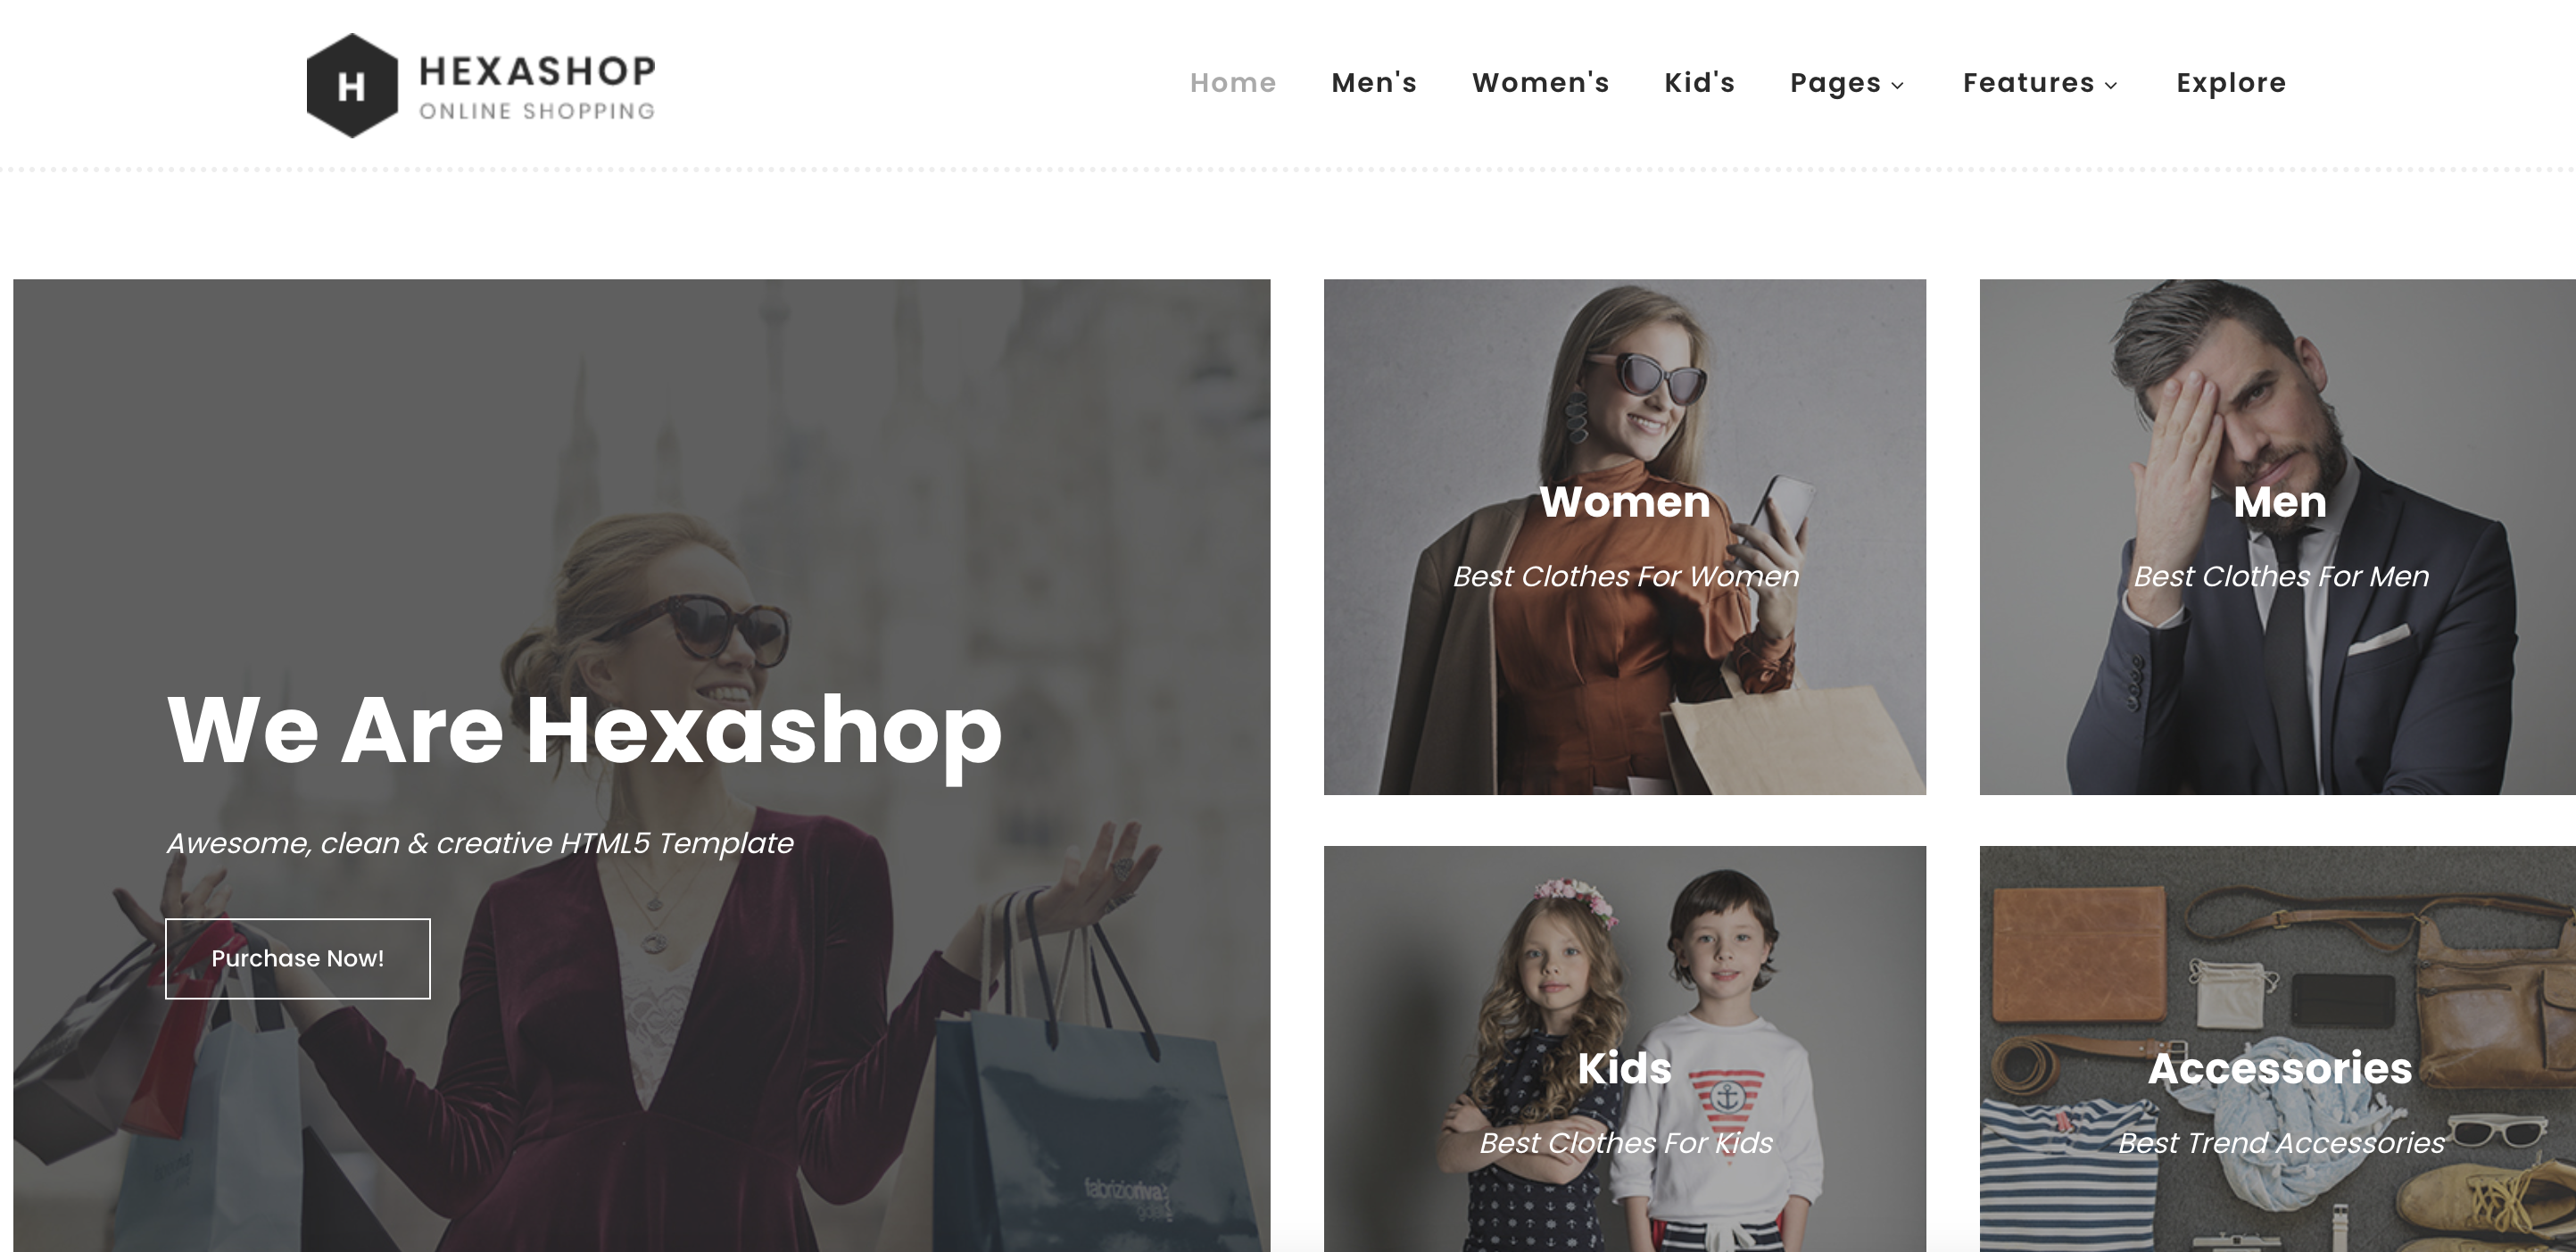 H
HEXASHOP
ONLINE SHOPPING
Home Men's Women's Kid's Pages Features Explore
We Are Hexashop
Awesome, clean & creative HTML5 Template
Purchase Now!
Women
Best Clothes For Women
Men
Best Clothes For Men
Kids
Best Clothes For Kids
Accessories
Best Trend Accessories
fabrizioriva